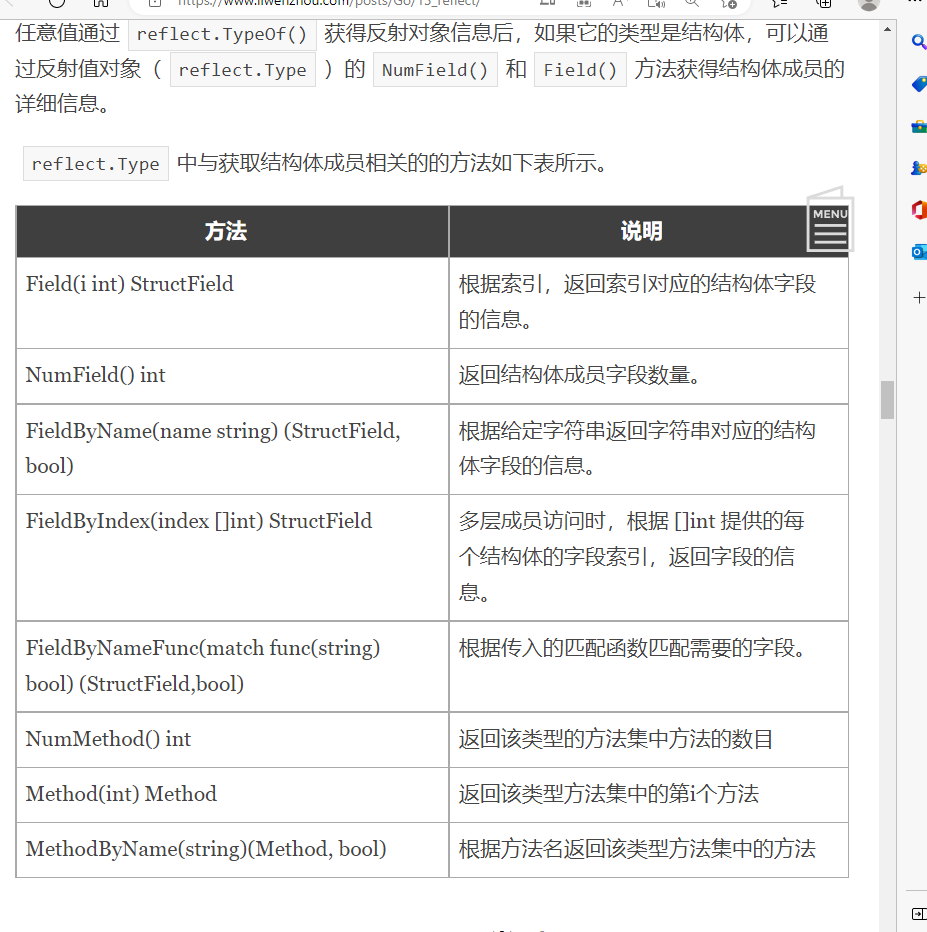 https://www.liwenzhou.com/posts/Go/13_reflect/
任意值通过 reflect.TypeOf() 获得反射对象信息后，如果它的类型是结构体，可以通
过反射值对象（ reflect.Type ）的 NumField() 和 Field() 方法获得结构体成员的
详细信息。
reflect.Type 中与获取结构体成员相关的的方法如下表所示。
MENU
方法 说明
Field(i int) StructField 根据索引，返回索引对应的结构体字段
的信息。
NumField() int 返回结构体成员字段数量。
FieldByName(name string) (StructField, 根据给定字符串返回字符串对应的结构
bool) 体字段的信息。
FieldByIndex(index []int) StructField 多层成员访问时，根据 []int 提供的每
个结构体的字段索引，返回字段的信
息。
FieldByNameFunc(match func(string) 根据传入的匹配函数匹配需要的字段。
bool) (StructField,bool)
NumMethod() int 返回该类型的方法集中方法的数目
Method(int) Method 返回该类型方法集中的第i个方法
MethodByName(string)(Method, bool) 根据方法名返回该类型方法集中的方法